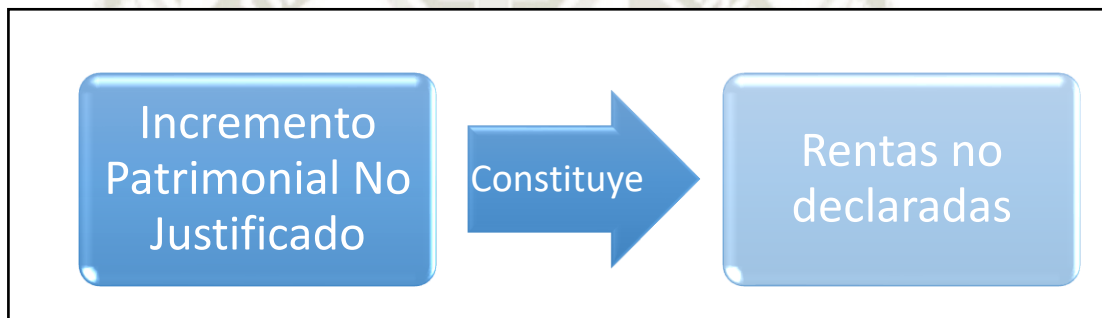 Incremento
Patrimonial No
Justificado
Constituye
Rentas no
declaradas